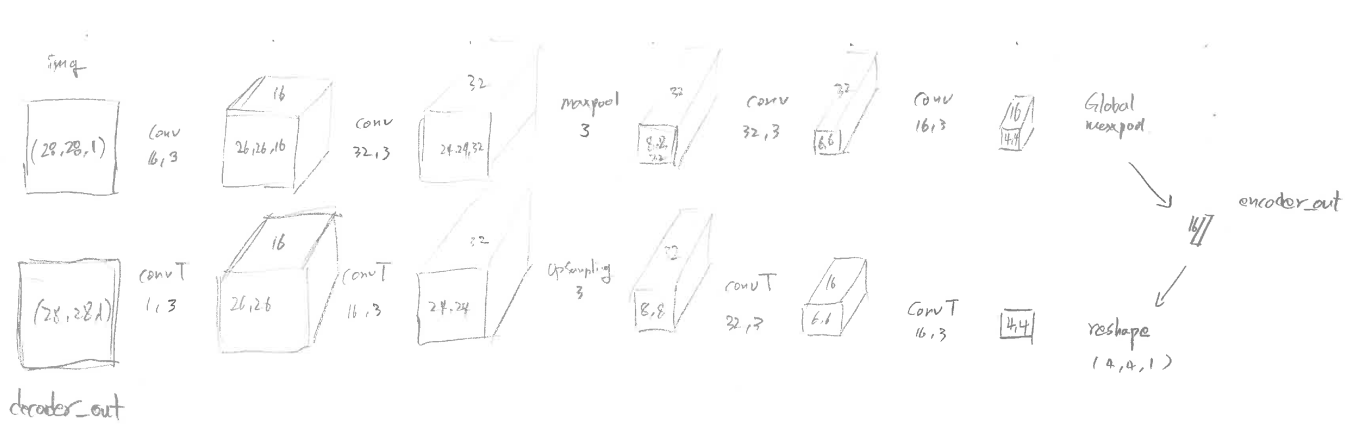 img
(28,28,1)
Conv
16,3
16
26,26,16
Conv
32,3
32
24,24,32
maxpool
3
32
8,8
32
conv
32,3
32
6,6
Conv
16,3
16
4,4
Global
maxpool
encoder_out
16
reshape
(4,4,1)
4,4
ConvT
16,3
16
6,6
convT
32,3
32
8,8
Upsampling
3
32
24,24
convT
16,3
16
26,26
convT
1,3
(28,28,1)
decoder_out